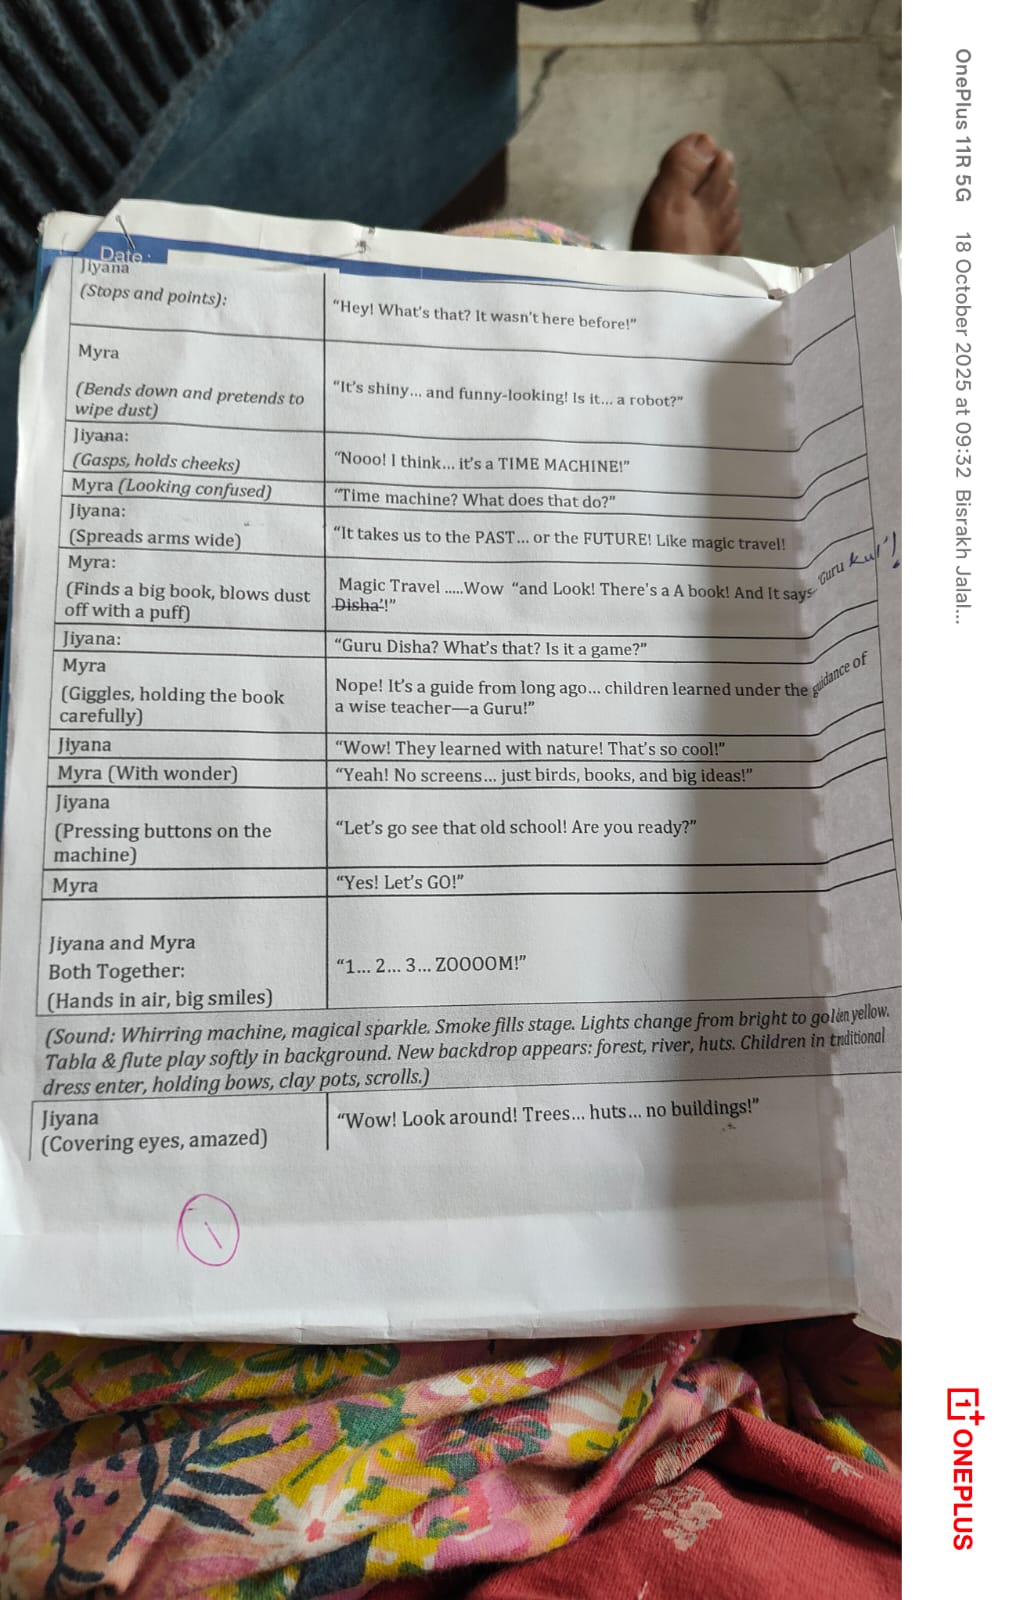 Date :
Jiyana
(Stops and points):
“Hey! What's that? It wasn't here before!”
Myra
(Bends down and pretends to
wipe dust)
“It's shiny... and funny-looking! Is it... a robot?”
Jiyana:
(Gasps, holds cheeks)
“Nooo! I think... it's a TIME MACHINE!”
Myra (Looking confused)
“Time machine? What does that do?”
Jiyana:
(Spreads arms wide)
“It takes us to the PAST... or the FUTURE! Like magic travel!
Myra:
(Finds a big book, blows dust
off with a puff)
Magic Travel .....Wow “and Look! There's a A book! And It says 'Guru kul'!
Disha'!”
Jiyana:
“Guru Disha? What's that? Is it a game?”
Myra
(Giggles, holding the book
carefully)
Nope! It's a guide from long ago... children learned under the guidance of
a wise teacher—a Guru!”
Jiyana
“Wow! They learned with nature! That's so cool!”
Myra (With wonder)
“Yeah! No screens... just birds, books, and big ideas!”
Jiyana
(Pressing buttons on the
machine)
“Let's go see that old school! Are you ready?”
Myra
“Yes! Let's GO!”
Jiyana and Myra
Both Together:
(Hands in air, big smiles)
“1... 2... 3... ZOOOOM!”
(Sound: Whirring machine, magical sparkle. Smoke fills stage. Lights change from bright to golden yellow.
Tabla & flute play softly in background. New backdrop appears: forest, river, huts. Children in traditional
dress enter, holding bows, clay pots, scrolls.)
Jiyana
(Covering eyes, amazed)
“Wow! Look around! Trees... huts... no buildings!”
1
OnePlus 11R 5G 18 October 2025 at 09:32 Bisrakh Jalal...
ONEPLUS